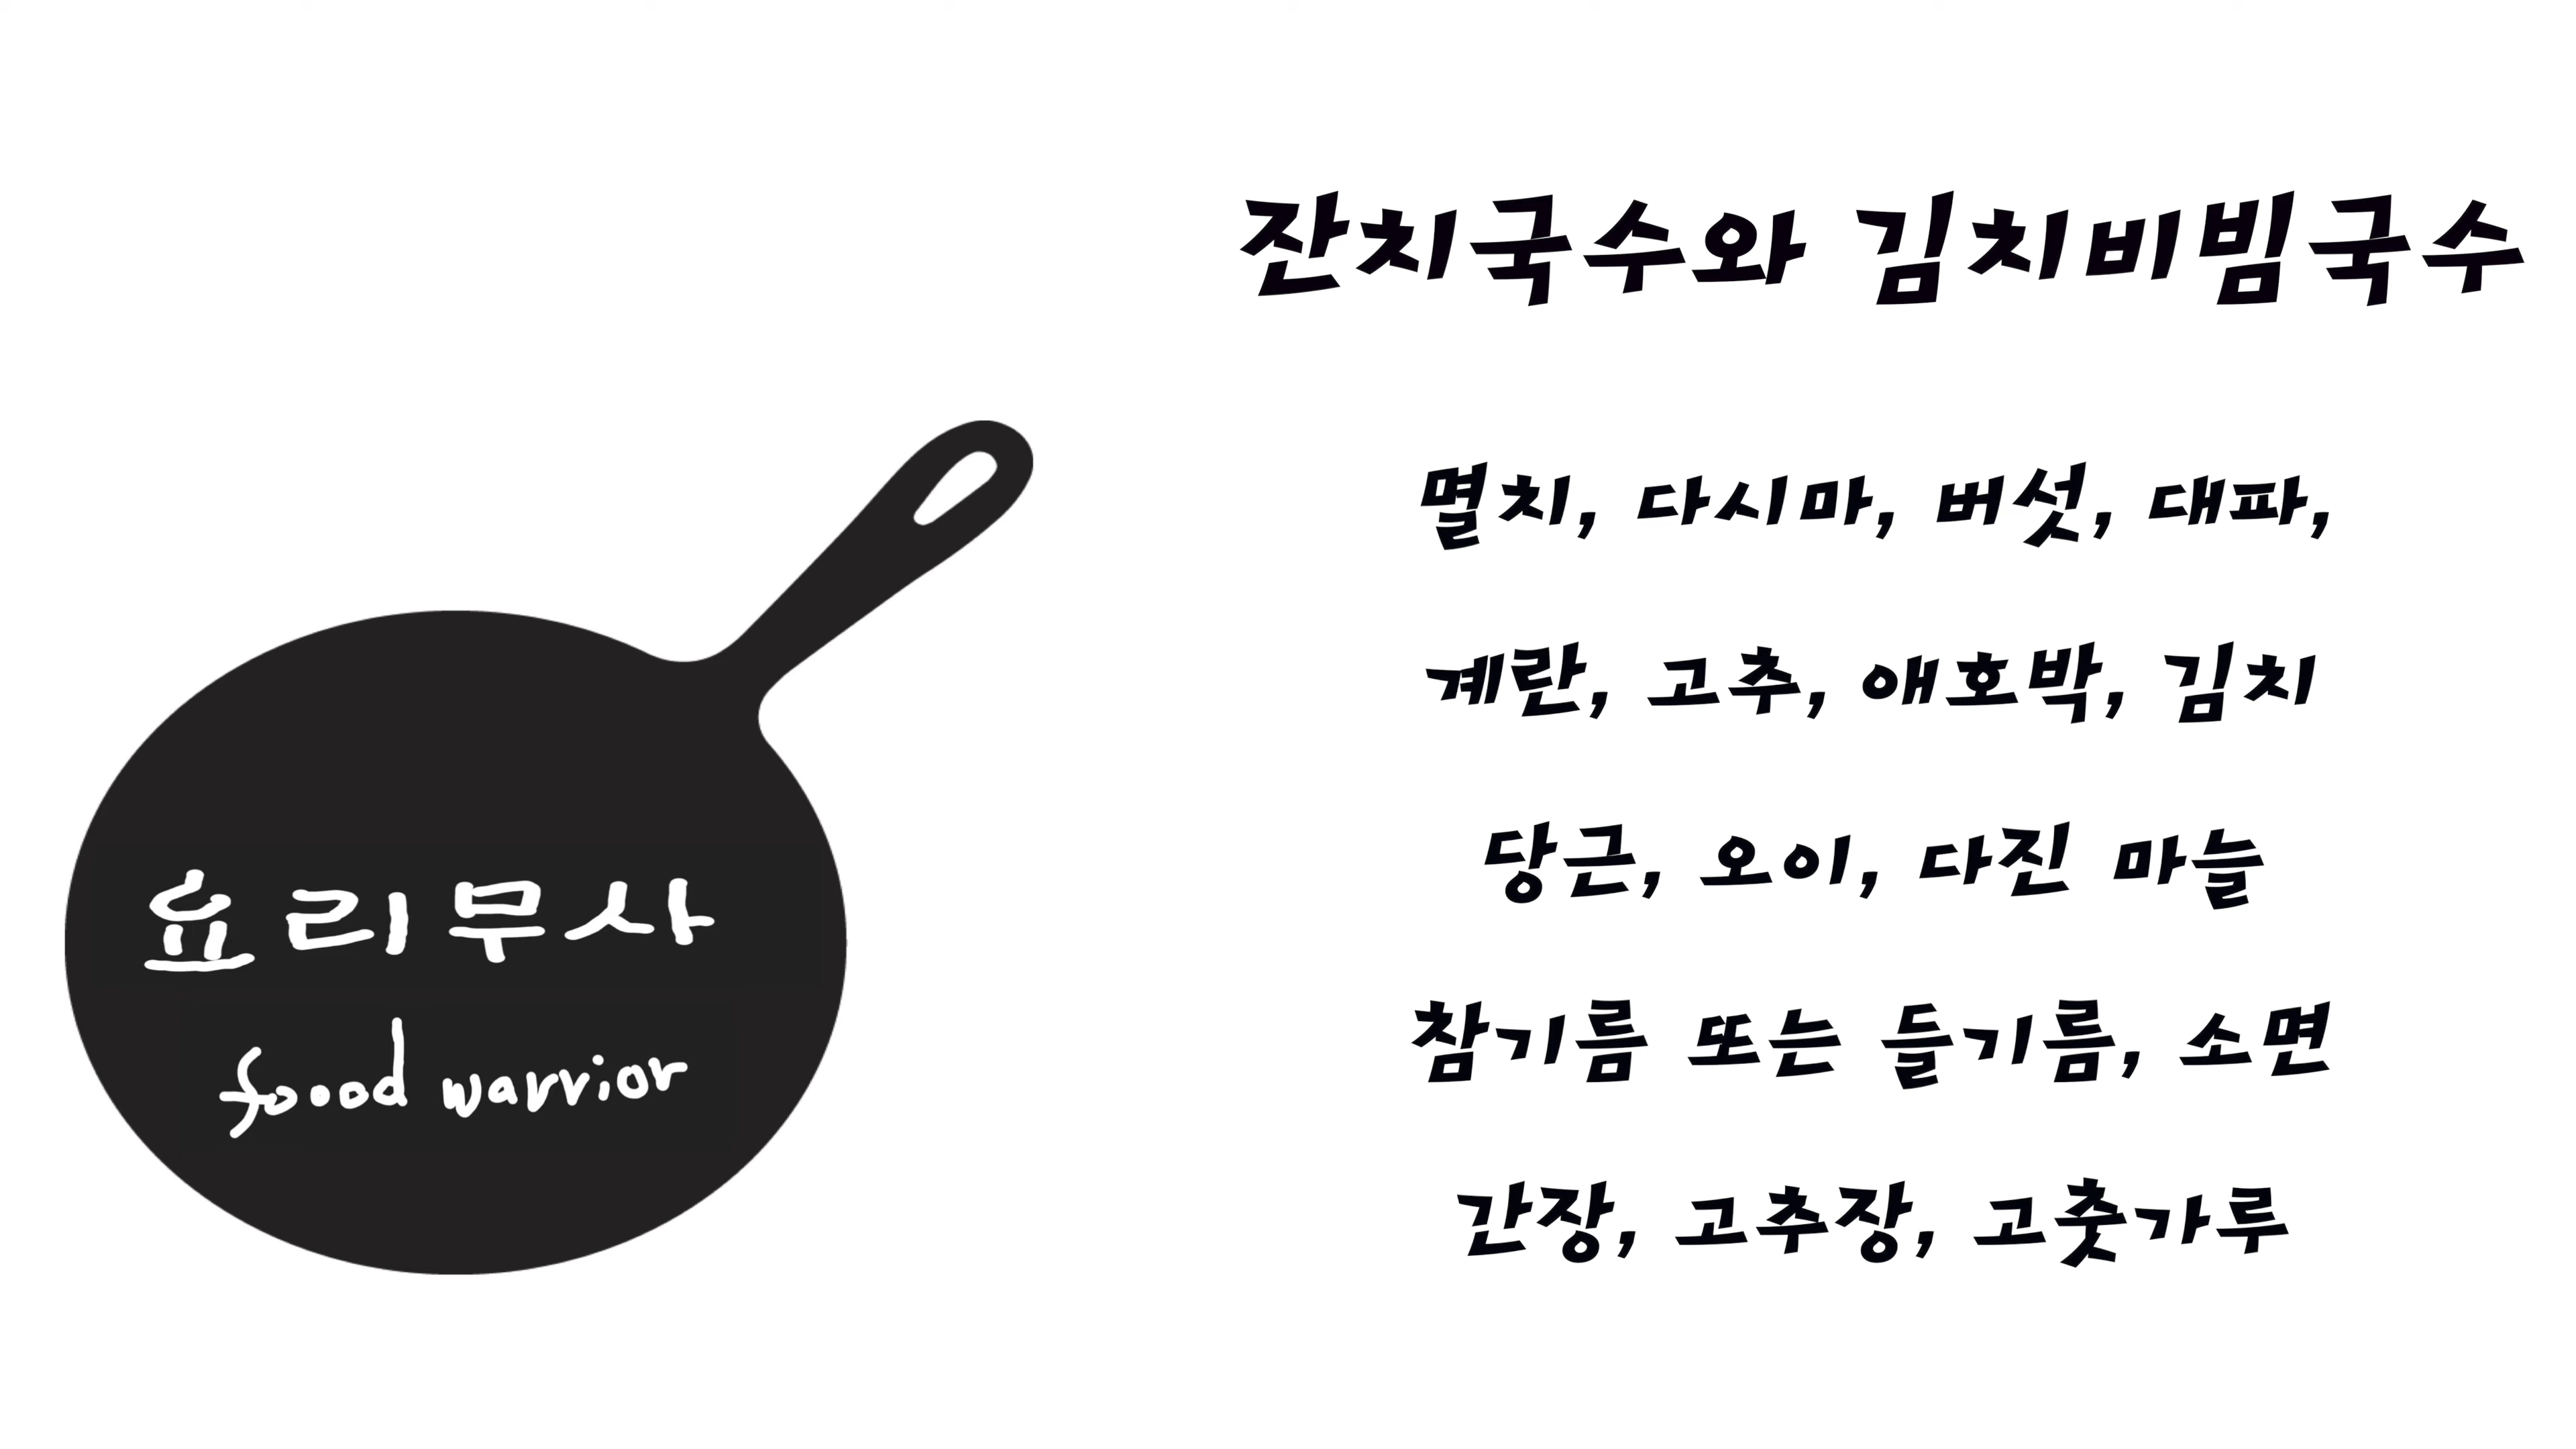 잔치국수와 김치비빔국수
멸치, 다시마, 버섯, 대파,
계란, 고추, 애호박, 김치
당근, 오이, 다진 마늘
참기름 또는 들기름, 소면
간장, 고추장, 고춧가루
요리무사
foood warrior